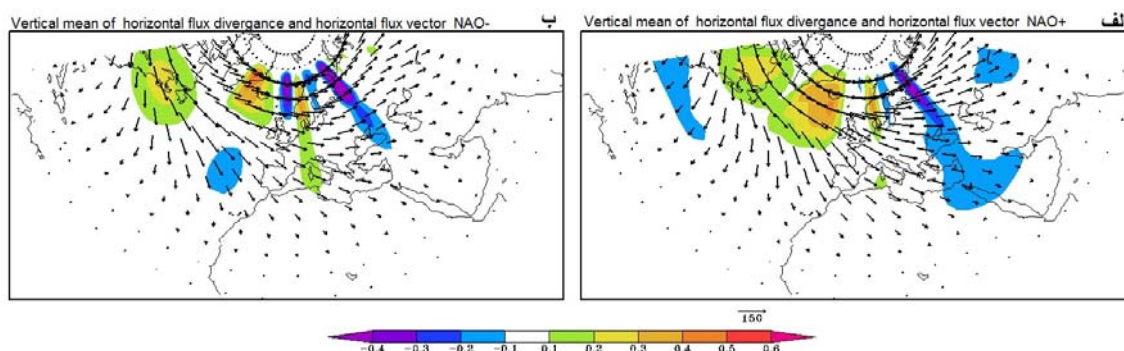 Vertical mean of horizontal flux divergance and horizontal flux vector NAO- ب
Vertical mean of horizontal flux divergance and horizontal flux vector NAO+ الف
150
-0.4 -0.3 -0.2 -0.1 0.1 0.2 0.3 0.4 0.5 0.6